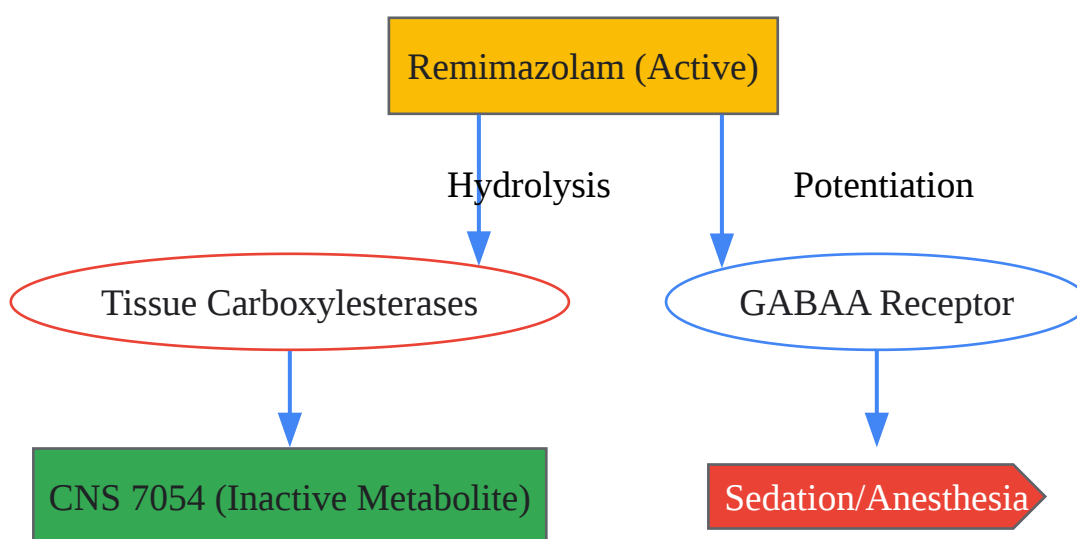 Remimazolam (Active)
Hydrolysis
Potentiation
Tissue Carboxylesterases
GABAA Receptor
CNS 7054 (Inactive Metabolite)
Sedation/Anesthesia